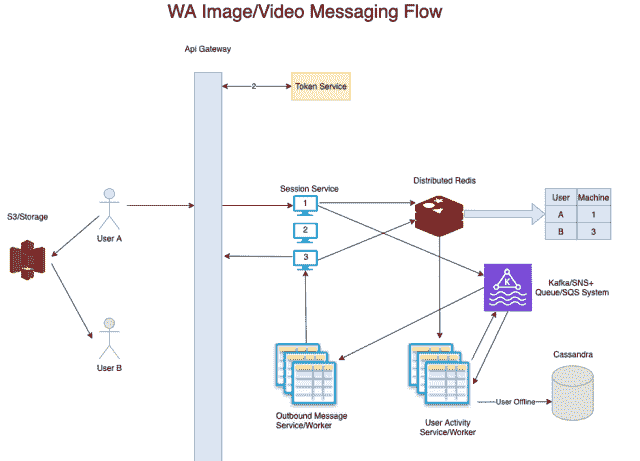 WA Image/Video Messaging Flow
Api Gateway
2
Token Service
Session Service
Distributed Redis
1
2
3
User Machine
A 1
B 3
S3/Storage
User A
User B
K
Kafka/SNS+
Queue/SQS System
Cassandra
User Offline
Outbound Message
Service/Worker
User Activity
Service/Worker